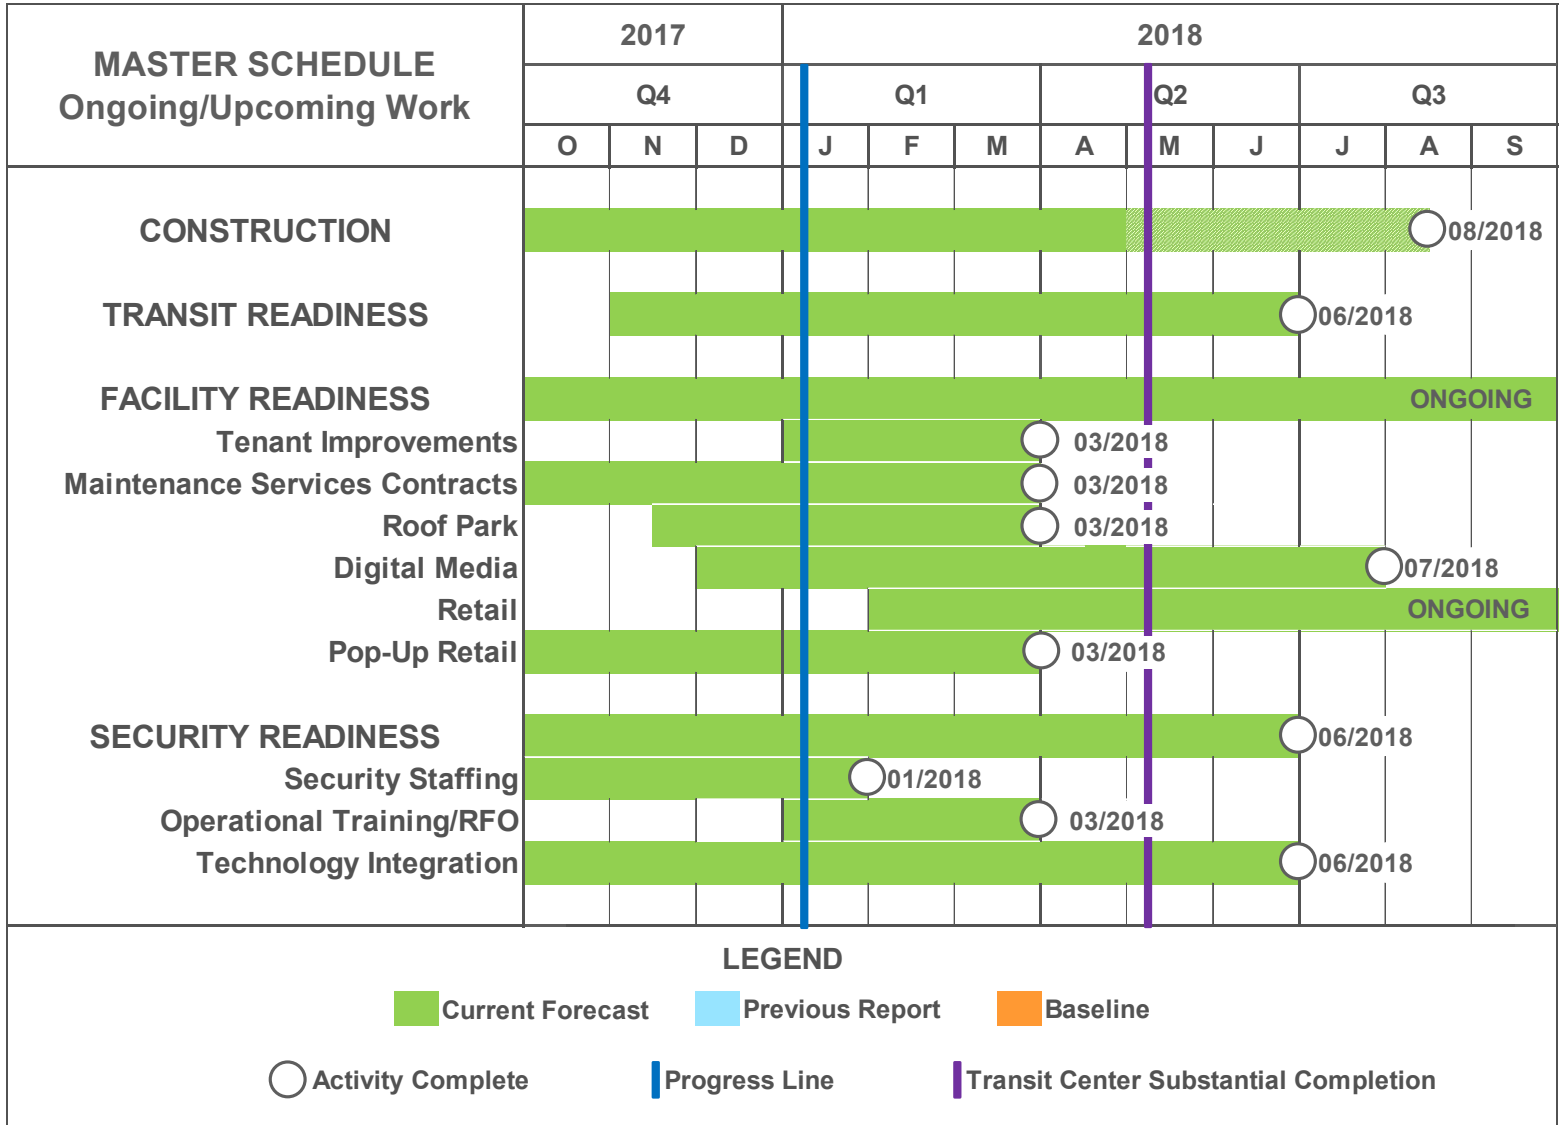 MASTER SCHEDULE
Ongoing/Upcoming Work
2017
2018
Q4
Q1
Q2
Q3
O
N
D
J
F
M
A
M
J
J
A
S
CONSTRUCTION
08/2018
TRANSIT READINESS
06/2018
FACILITY READINESS
ONGOING
Tenant Improvements
03/2018
Maintenance Services Contracts
03/2018
Roof Park
03/2018
Digital Media
07/2018
Retail
ONGOING
Pop-Up Retail
03/2018
SECURITY READINESS
06/2018
Security Staffing
01/2018
Operational Training/RFO
03/2018
Technology Integration
06/2018
LEGEND
Current Forecast
Previous Report
Baseline
Activity Complete
Progress Line
Transit Center Substantial Completion